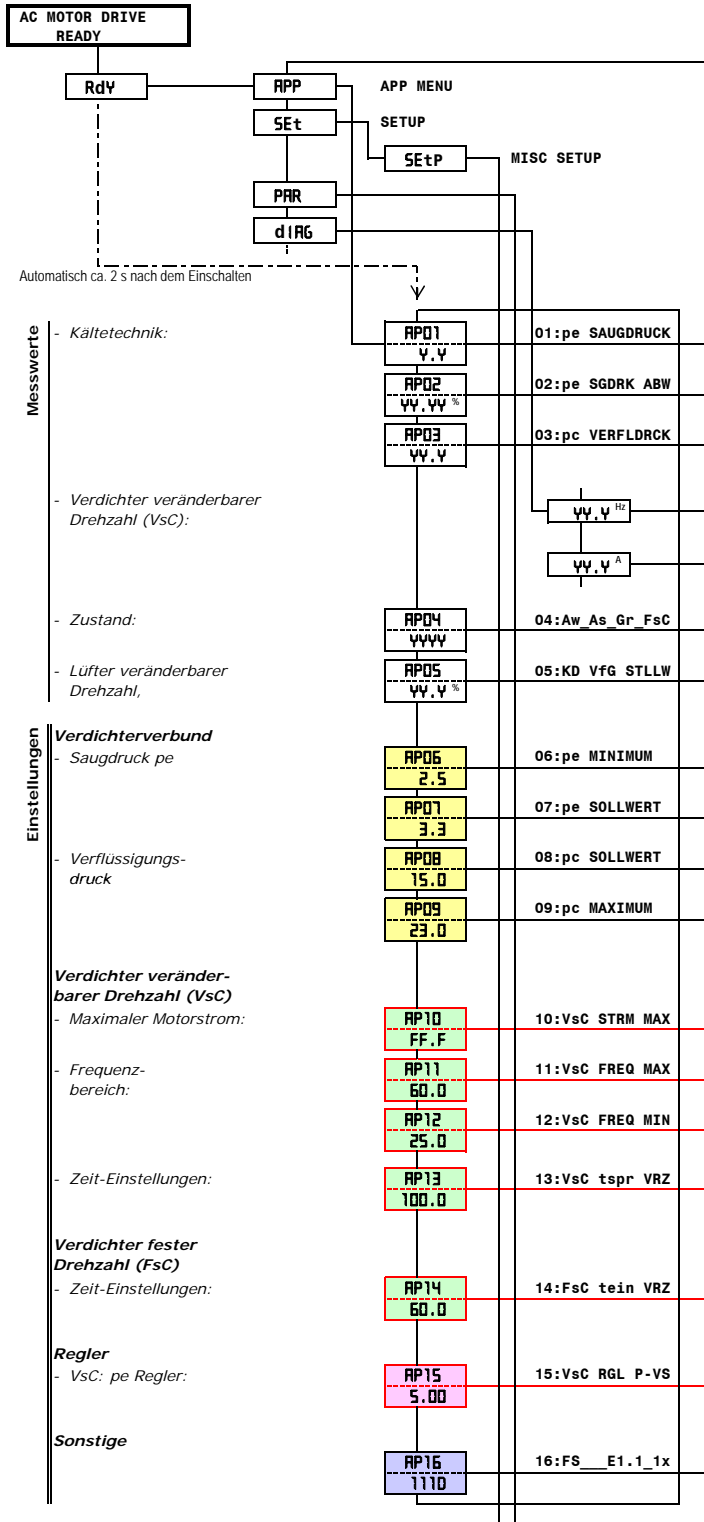 AC MOTOR DRIVE
READY
RdY
APP
APP MENU
SEt
SETUP
SEtP
MISC SETUP
PAR
dIAG
Automatisch ca. 2 s nach dem Einschalten
Messwerte
- Kältetechnik:
AP01
Y.Y
01:pe SAUGDRUCK
AP02
YY.YY %
02:pe SGDRK ABW
AP03
YY.Y
03:pc VERFLDRCK
- Verdichter veränderbarer
Drehzahl (VsC):
YY.Y Hz
YY.Y A
- Zustand:
AP04
YYYY
04:Aw_As_Gr_FsC
- Lüfter veränderbarer
Drehzahl,
AP05
YY.Y %
05:KD VfG STLLW
Einstellungen
Verdichterverbund
- Saugdruck pe
AP06
2.5
06:pe MINIMUM
AP07
3.3
07:pe SOLLWERT
- Verflüssigungs-
druck
AP08
15.0
08:pc SOLLWERT
AP09
23.0
09:pc MAXIMUM
Verdichter veränder-
barer Drehzahl (VsC)
- Maximaler Motorstrom:
AP10
FF.F
10:VsC STRM MAX
- Frequenz-
bereich:
AP11
60.0
11:VsC FREQ MAX
AP12
25.0
12:VsC FREQ MIN
- Zeit-Einstellungen:
AP13
100.0
13:VsC tspr VRZ
Verdichter fester
Drehzahl (FsC)
- Zeit-Einstellungen:
AP14
60.0
14:FsC tein VRZ
Regler
- VsC: pe Regler:
AP15
5.00
15:VsC RGL P-VS
Sonstige
AP16
1110
16:FS___E1.1_1x